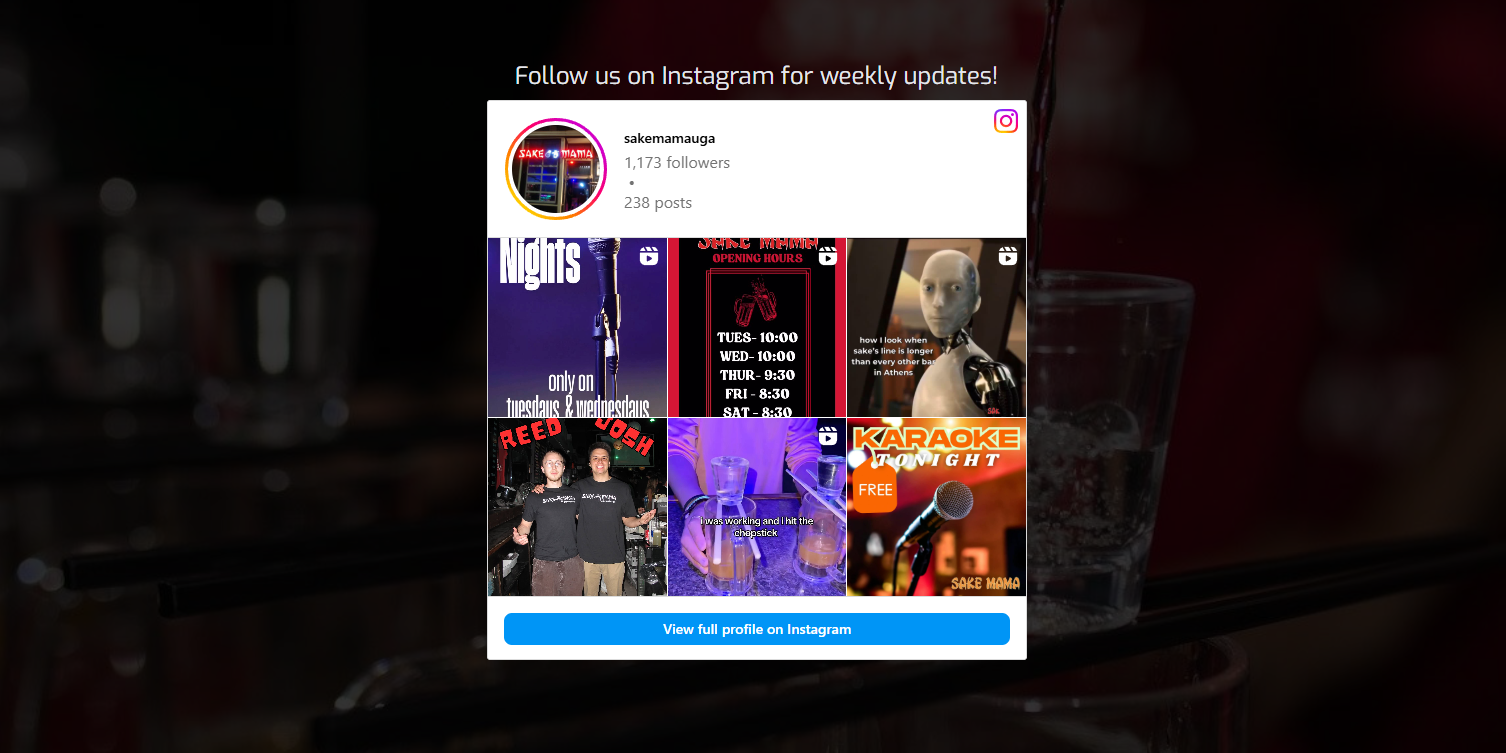 Follow us on Instagram for weekly updates!
SAKE MAMA
sakemamauga
1,173 followers
•
238 posts
Nights
only on
tuesdays & wednesdays
SAKE MAMA
OPENING HOURS
TUES- 10:00
WED- 10:00
THUR- 9:30
FRI - 8:30
SAT - 8:30
how I look when
sake's line is longer
than every other bar
in Athens
REED JOSH
i was working and i hit the
chopstick
KARAOKE
TONIGHT
FREE
SAKE MAMA
View full profile on Instagram